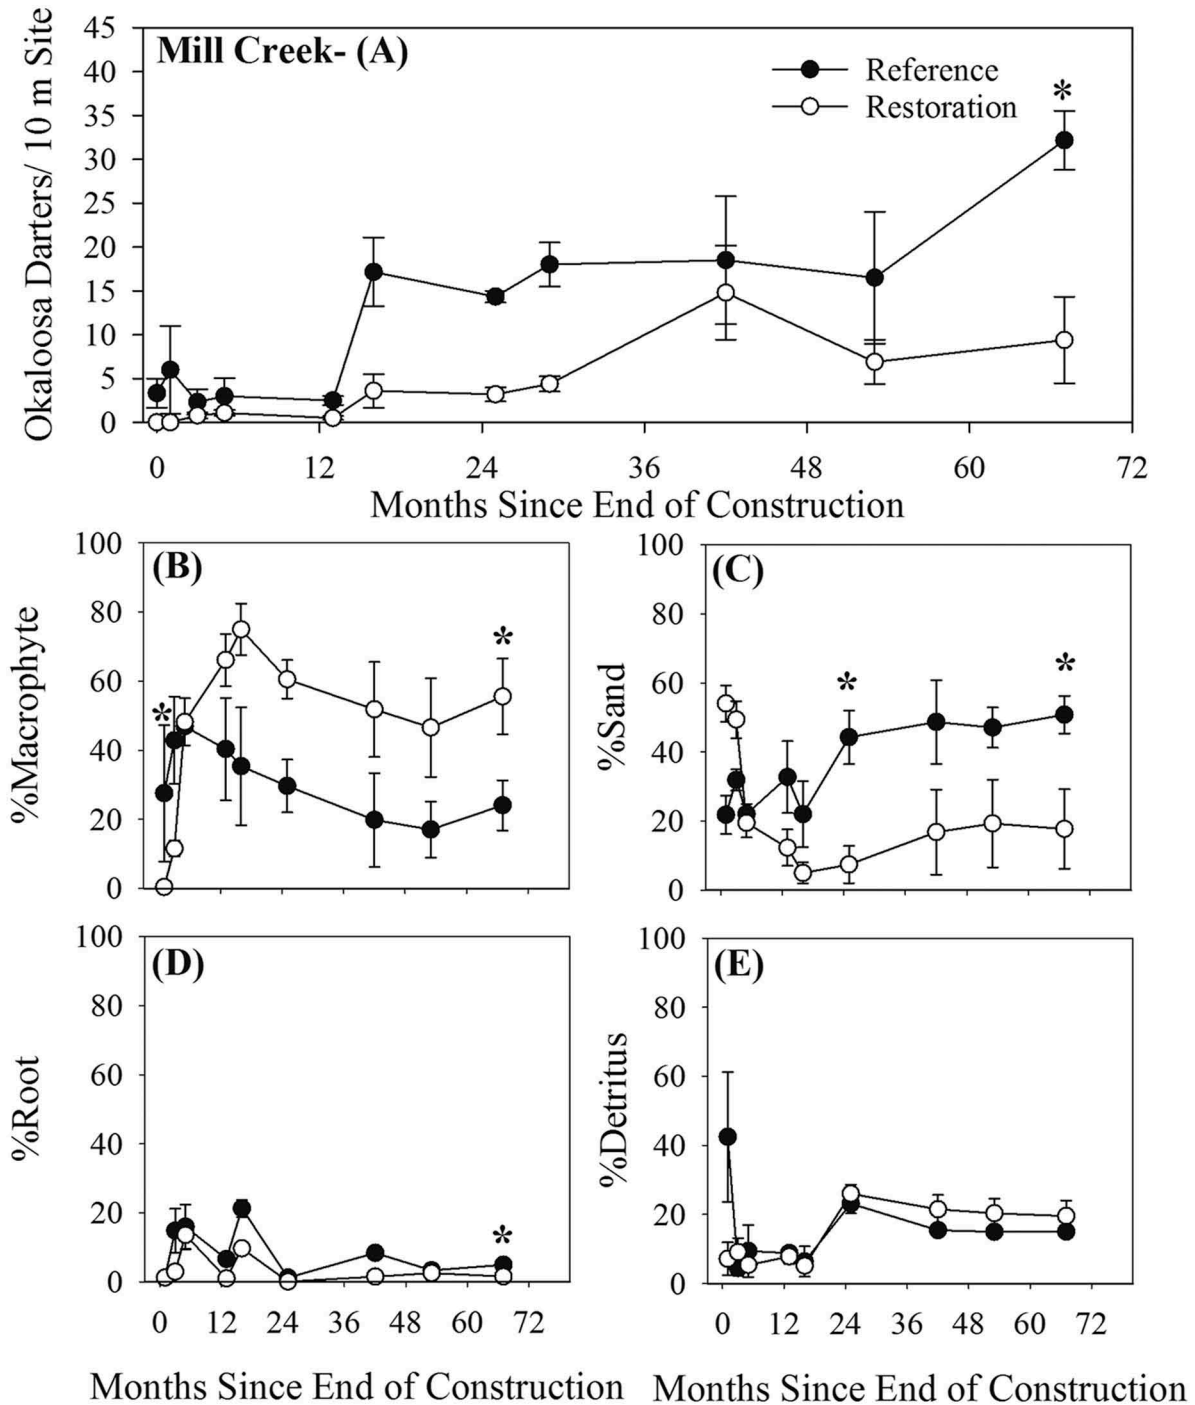 Okaloosa Darters/ 10 m Site
45
40
35
30
25
20
15
10
5
0
Mill Creek- (A)
Reference
Restoration
*
0 12 24 36 48 60 72
Months Since End of Construction
%Macrophyte
100
80
60
40
20
0
(B)
*
*
%Sand
100
80
60
40
20
0
(C)
*
*
%Root
100
80
60
40
20
0
(D)
*
0 12 24 36 48 60 72
Months Since End of Construction
%Detritus
100
80
60
40
20
0
(E)
0 12 24 36 48 60 72
Months Since End of Construction